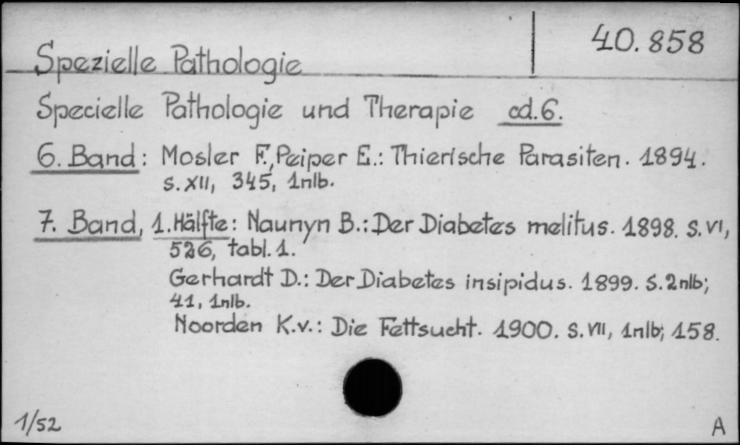 40.858
Spezielle Pathologie
Specielle Pathologie und Therapie cd.6.
6. Band: Mosler F., Peiper E.: Thierische Parasiten. 1894.
s.XII, 345, 1nlb.
7. Band, 1.Hälfte: Naunyn B.: Der Diabetes melitus. 1898. S.VI,
526, tabl.1.
Gerhardt D.: Der Diabetes insipidus. 1899. S.2nlb;
41, 1nlb.
Noorden K.v.: Die Fettsucht. 1900. S.VII, 1nlb; 158.
1/52
A